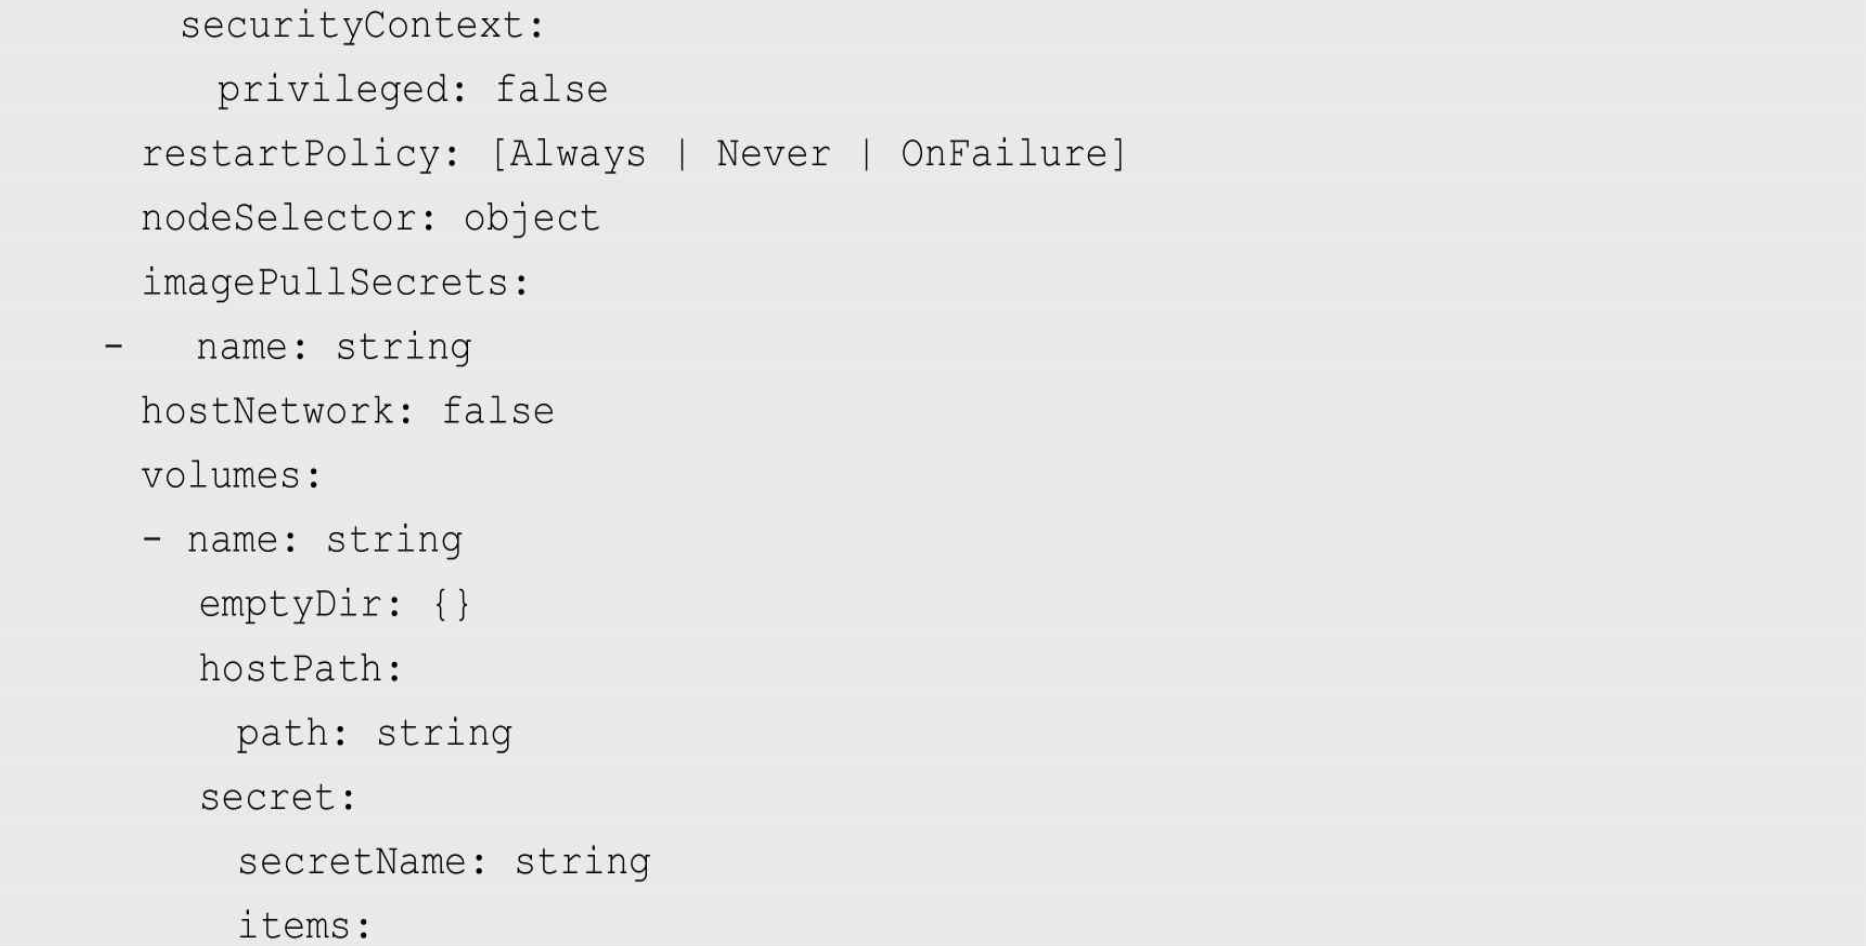 securityContext:
privileged: false
restartPolicy: [Always | Never | OnFailure]
nodeSelector: object
imagePullSecrets:
-   name: string
hostNetwork: false
volumes:
- name: string
emptyDir: {}
hostPath:
path: string
secret:
secretName: string
items: